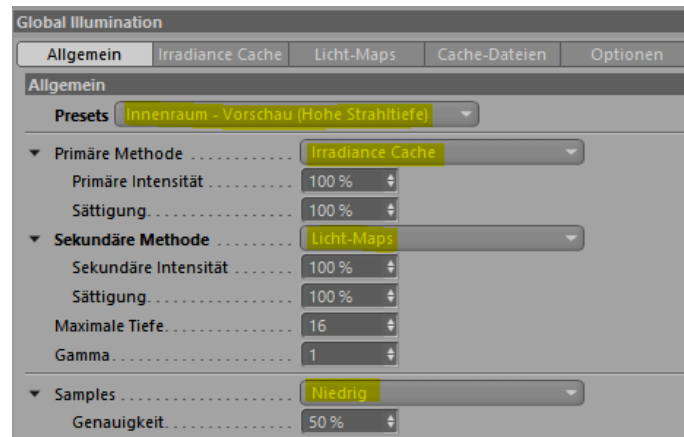 Global Illumination
Allgemein Irradiance Cache Licht-Maps Cache-Dateien Optionen
Allgemein
Presets Innenraum - Vorschau (Hohe Strahltiefe)
Primäre Methode ............ Irradiance Cache
Primäre Intensität ........ 100 %
Sättigung. ................ 100 %
Sekundäre Methode ......... Licht-Maps
Sekundäre Intensität ....... 100 %
Sättigung. ................ 100 %
Maximale Tiefe. ............... 16
Gamma. ..................... 1
Samples ..................... Niedrig
Genauigkeit. ............... 50 %